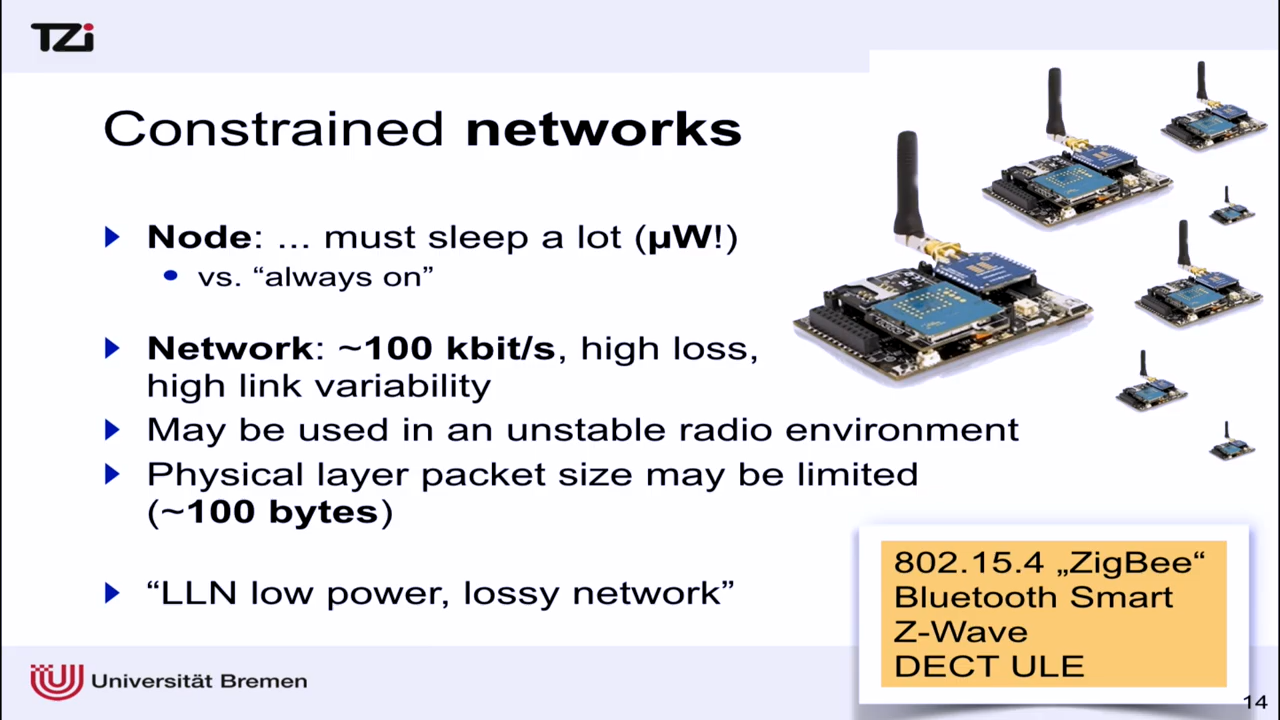 TZi
Constrained networks
Node: ... must sleep a lot (µW!)
vs. “always on”
Network: ~100 kbit/s, high loss,
high link variability
May be used in an unstable radio environment
Physical layer packet size may be limited
(~100 bytes)
“LLN low power, lossy network”
802.15.4 „ZigBee“
Bluetooth Smart
Z-Wave
DECT ULE
Universität Bremen
14